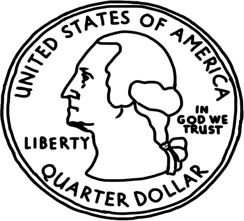 UNITED STATES OF AMERICA
LIBERTY
IN
GOD WE
TRUST
QUARTER DOLLAR